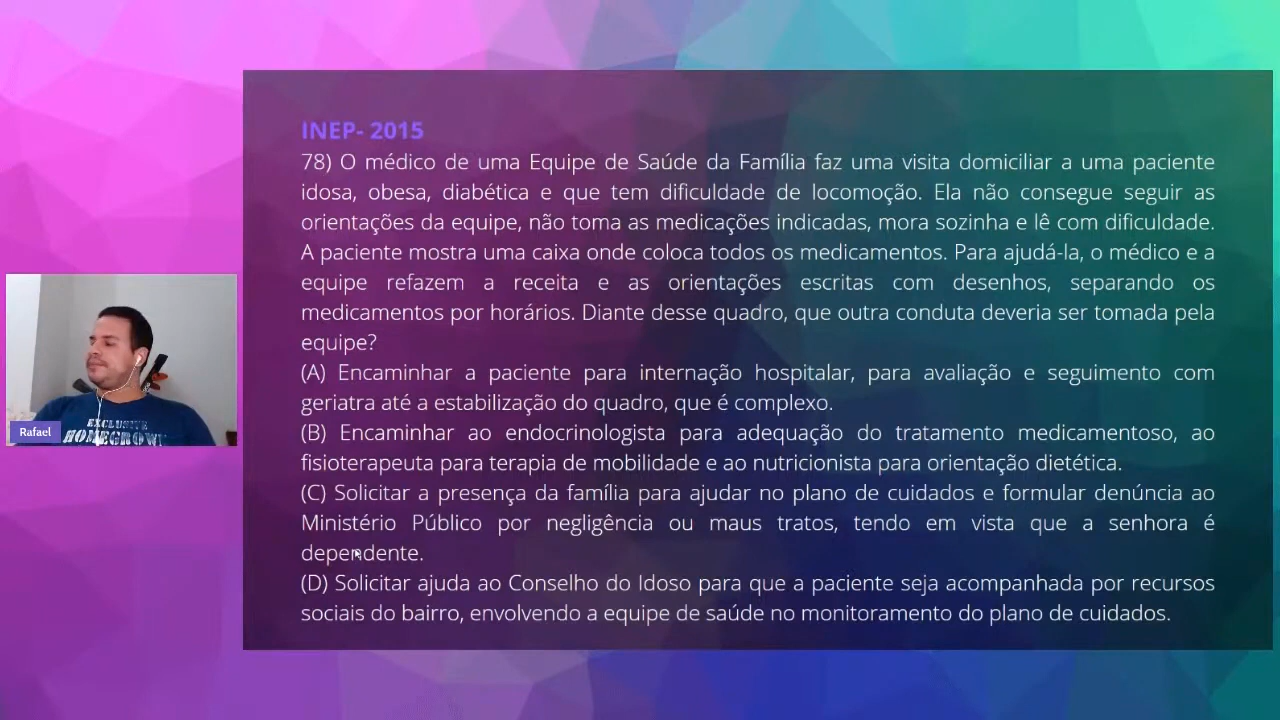 INEP- 2015
78) O médico de uma Equipe de Saúde da Família faz uma visita domiciliar a uma paciente
idosa, obesa, diabética e que tem dificuldade de locomoção. Ela não consegue seguir as
orientações da equipe, não toma as medicações indicadas, mora sozinha e lê com dificuldade.
A paciente mostra uma caixa onde coloca todos os medicamentos. Para ajudá-la, o médico e a
equipe refazem a receita e as orientações escritas com desenhos, separando os
medicamentos por horários. Diante desse quadro, que outra conduta deveria ser tomada pela
equipe?
(A) Encaminhar a paciente para internação hospitalar, para avaliação e seguimento com
geriatra até a estabilização do quadro, que é complexo.
(B) Encaminhar ao endocrinologista para adequação do tratamento medicamentoso, ao
fisioterapeuta para terapia de mobilidade e ao nutricionista para orientação dietética.
(C) Solicitar a presença da família para ajudar no plano de cuidados e formular denúncia ao
Ministério Público por negligência ou maus tratos, tendo em vista que a senhora é
dependente.
(D) Solicitar ajuda ao Conselho do Idoso para que a paciente seja acompanhada por recursos
sociais do bairro, envolvendo a equipe de saúde no monitoramento do plano de cuidados.
EXCLUSIVE
HOMEGROWN
Rafael